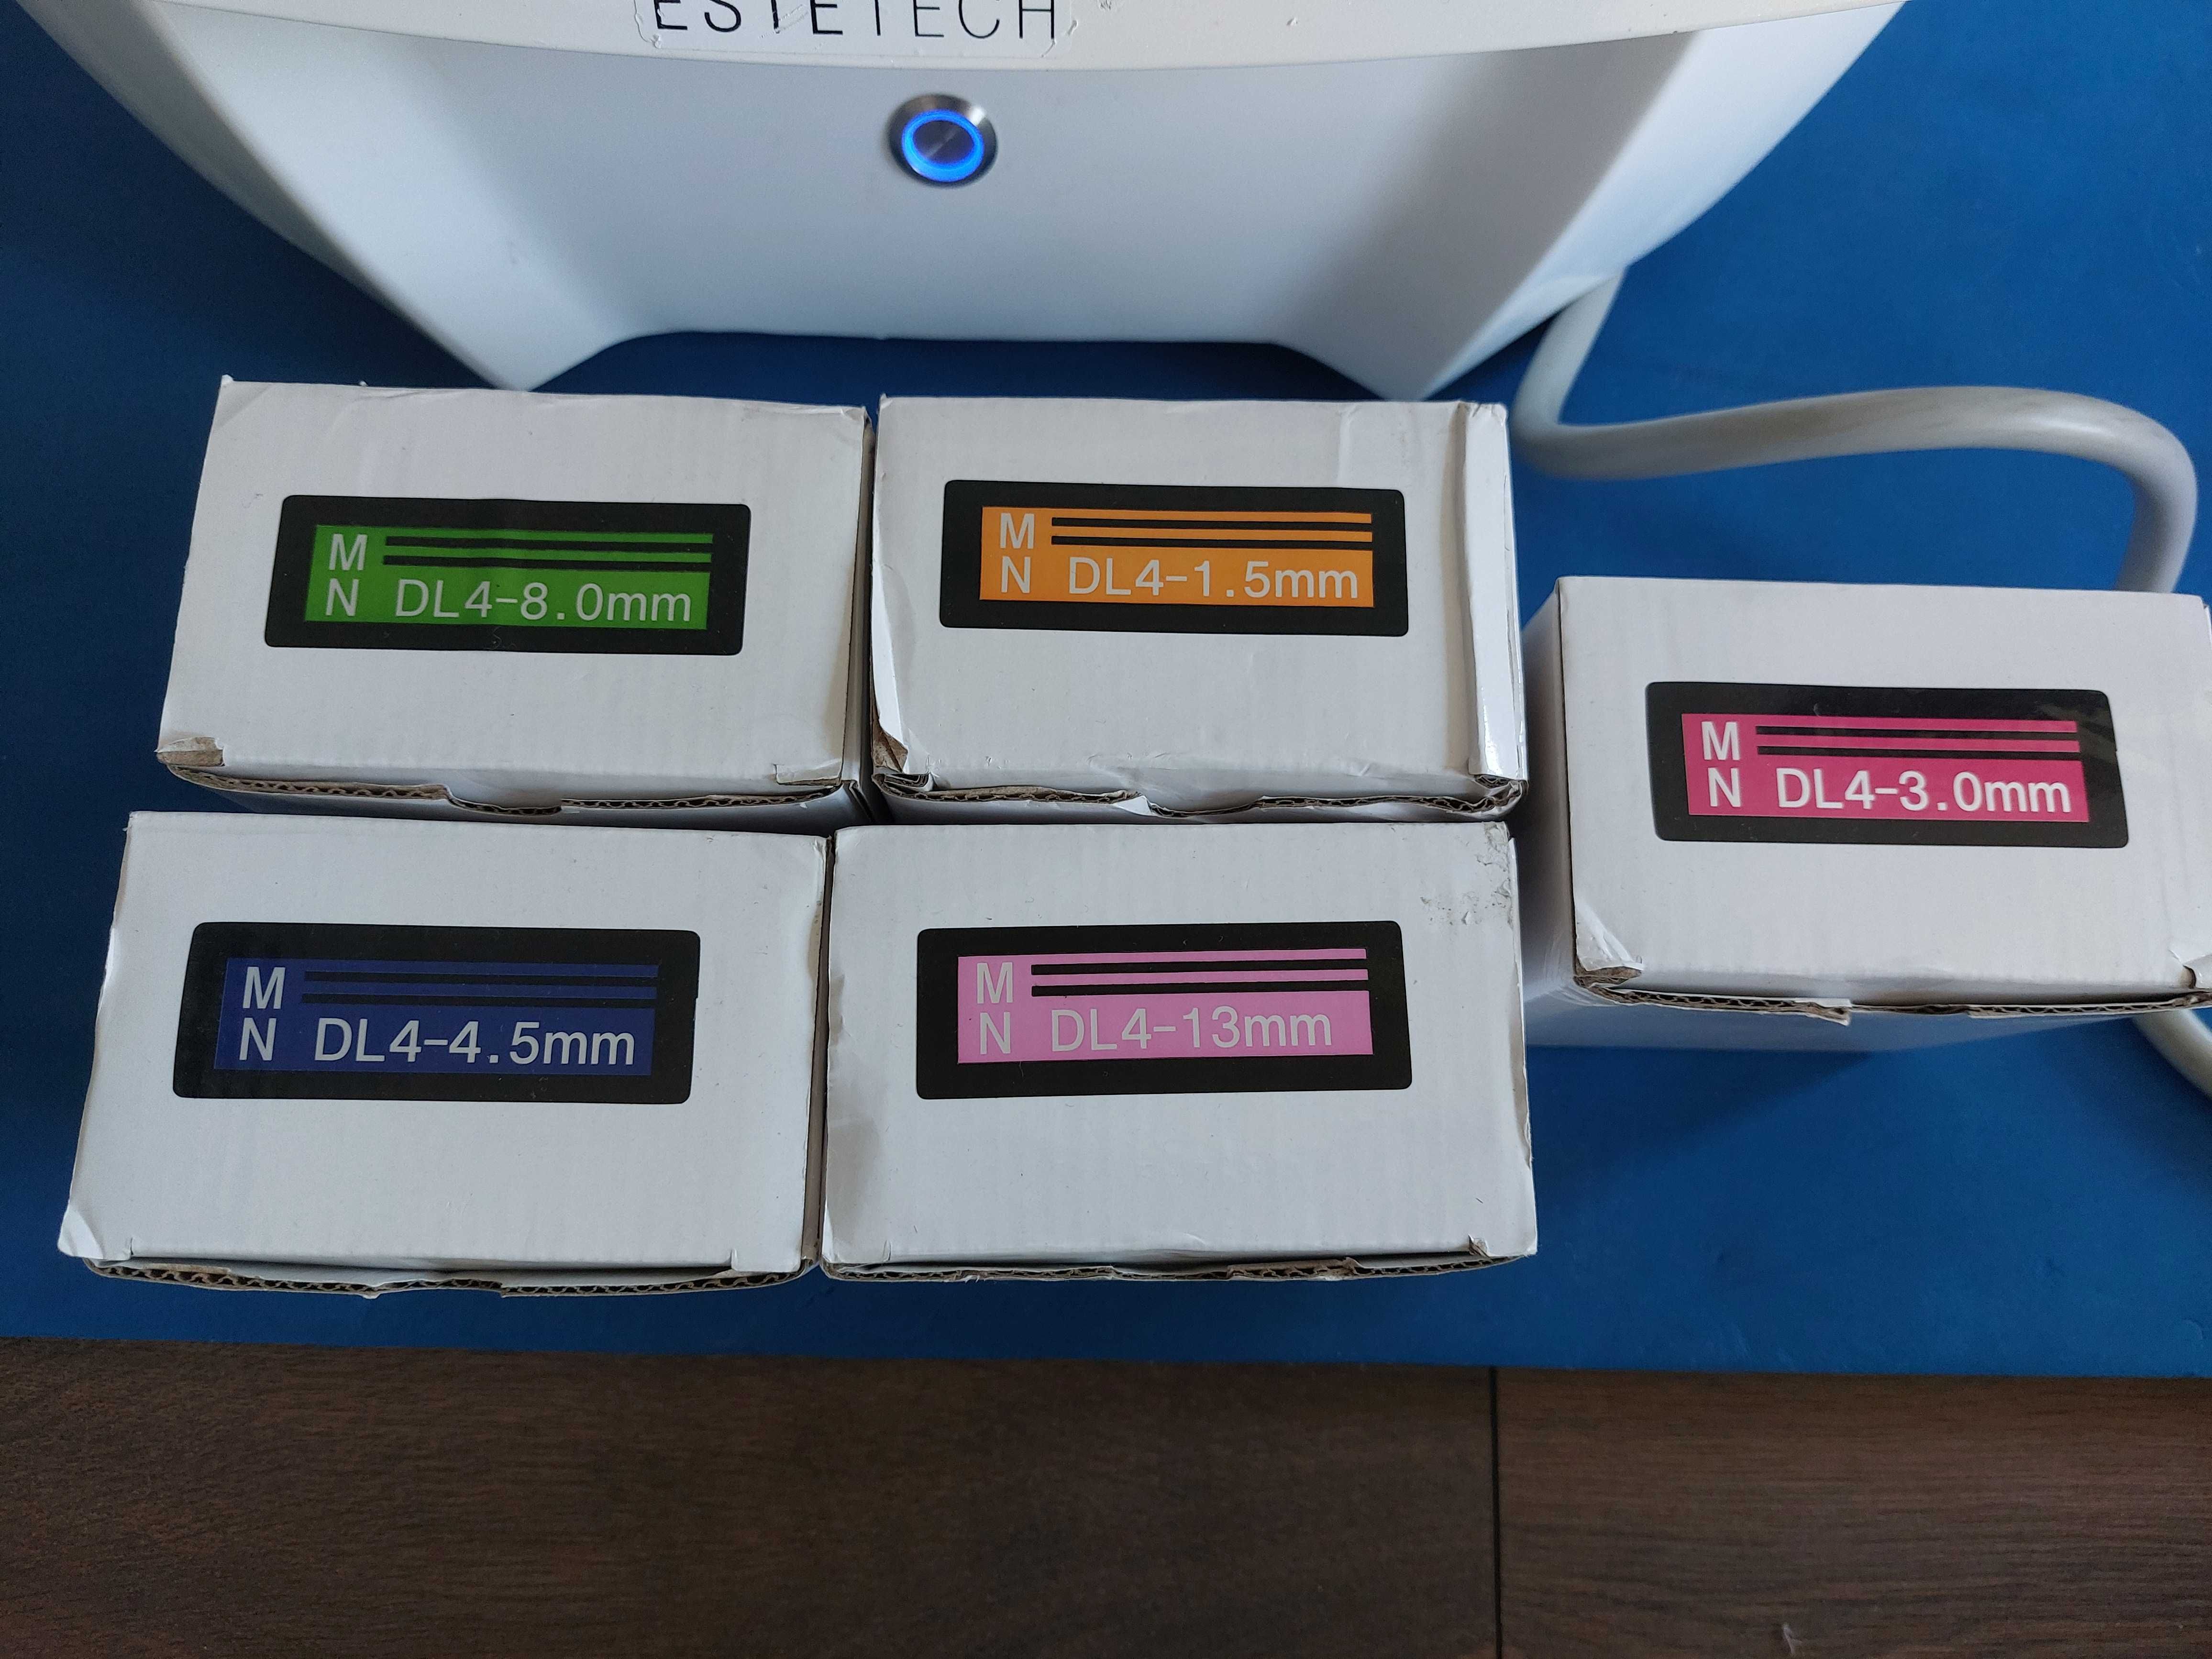 ESTETECH
M
N DL4-8.0mm
M
N DL4-1.5mm
M
N DL4-3.0mm
M
N DL4-4.5mm
M
N DL4-13mm